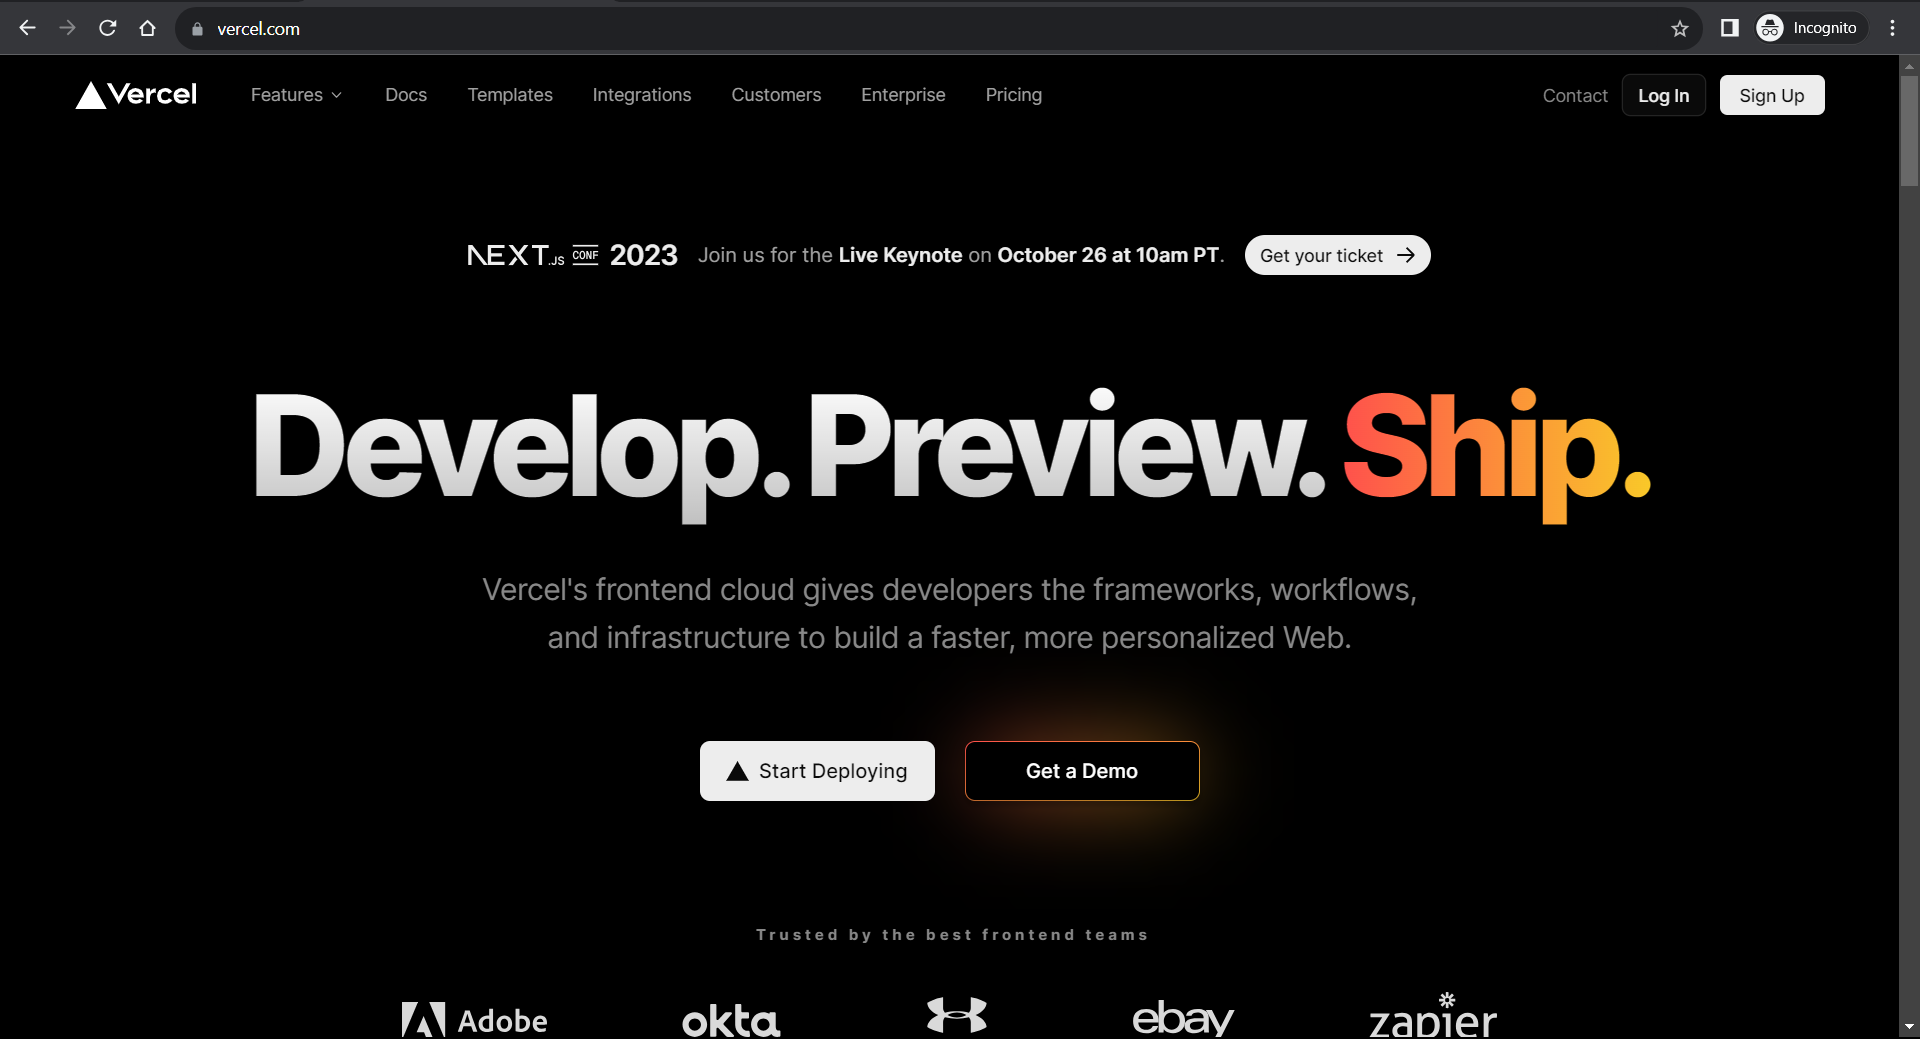 vercel.com
Incognito
Vercel Features Docs Templates Integrations Customers Enterprise Pricing Contact Log In Sign Up
NEXT.JS CONF 2023 Join us for the Live Keynote on October 26 at 10am PT. Get your ticket
Develop. Preview. Ship.
Vercel's frontend cloud gives developers the frameworks, workflows,
and infrastructure to build a faster, more personalized Web.
Start Deploying Get a Demo
Trusted by the best frontend teams
Adobe okta ebay zapier